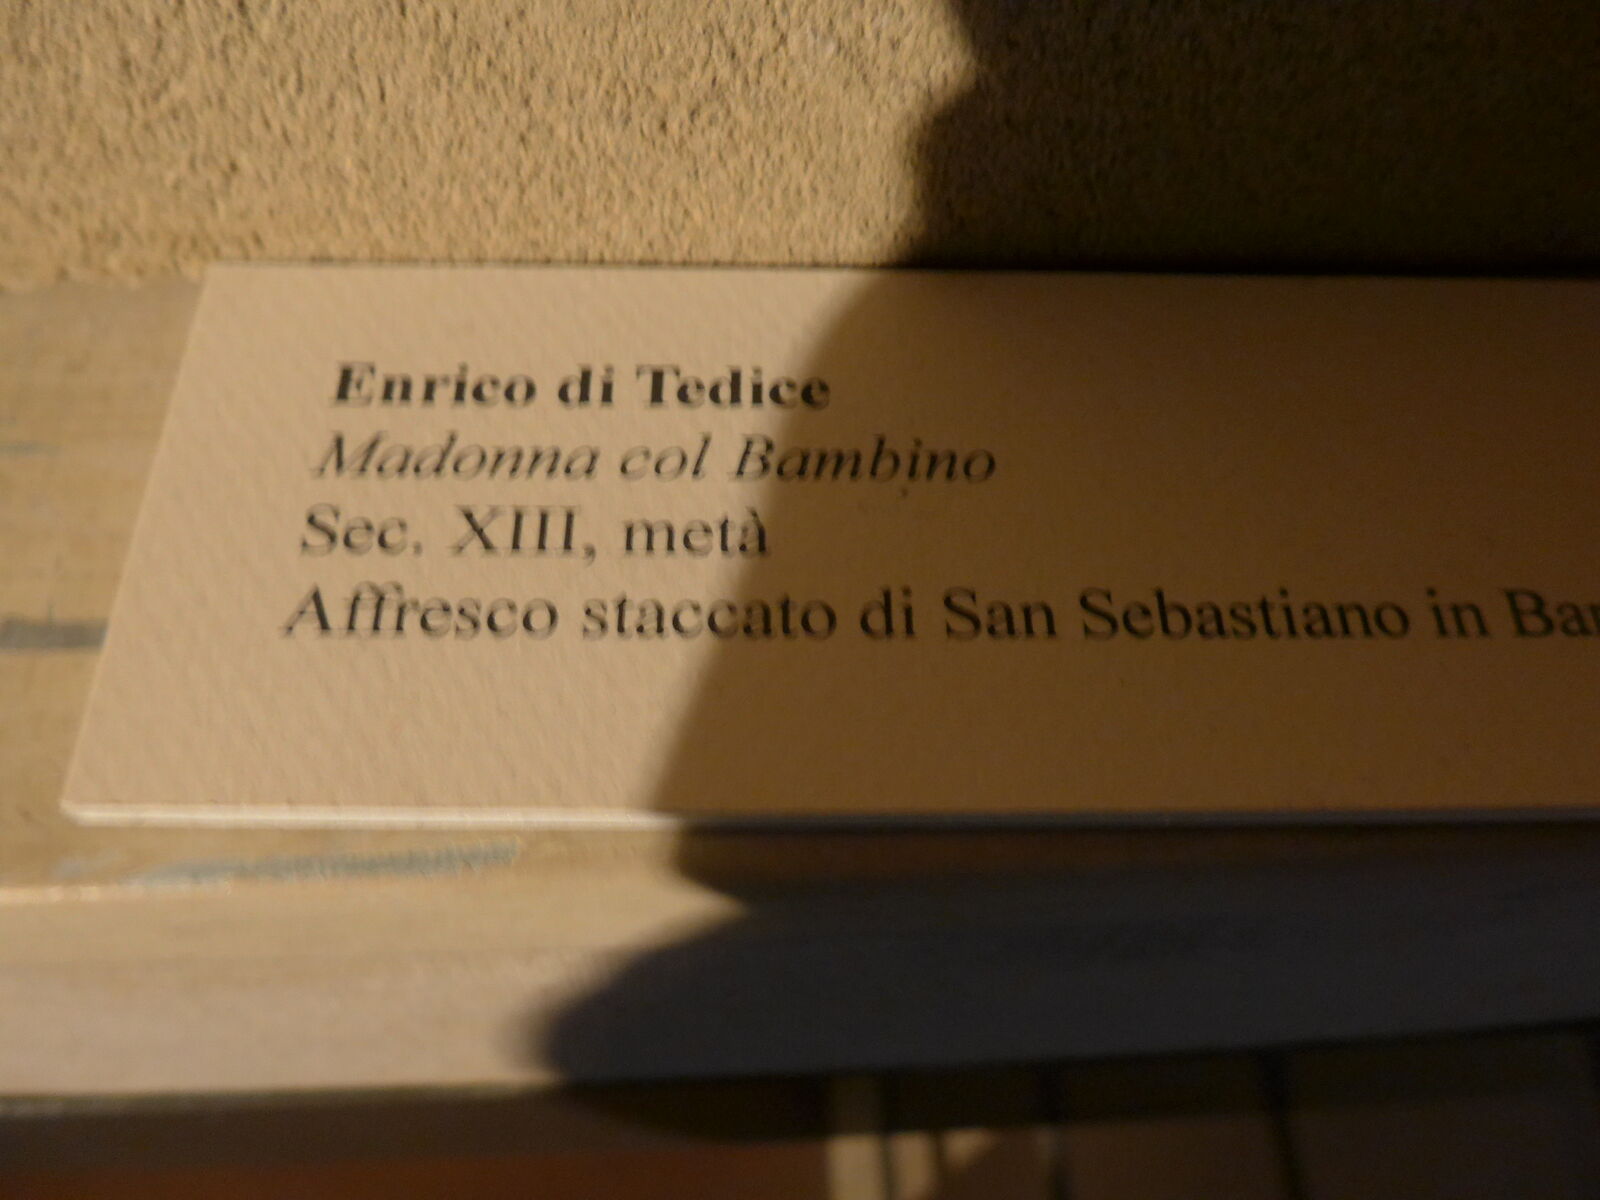 Enrico di Tedice
Madonna col Bambino
Sec. XIII, metà
Affresco staccato di San Sebastiano in